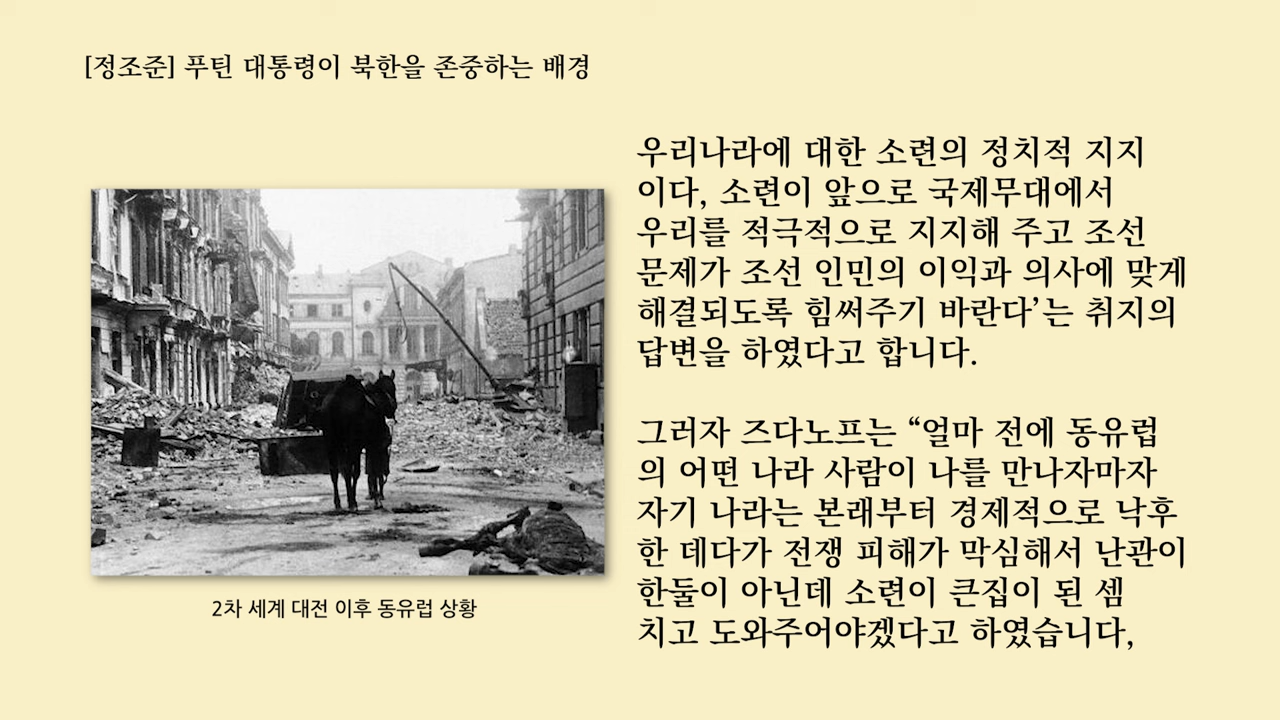 [정조준] 푸틴 대통령이 북한을 존중하는 배경
우리나라에 대한 소련의 정치적 지지
이다, 소련이 앞으로 국제무대에서
우리를 적극적으로 지지해 주고 조선
문제가 조선 인민의 이익과 의사에 맞게
해결되도록 힘써주기 바란다’는 취지의
답변을 하였다고 합니다.
그러자 즈다노프는 “얼마 전에 동유럽
의 어떤 나라 사람이 나를 만나자마자
자기 나라는 본래부터 경제적으로 낙후
한 데다가 전쟁 피해가 막심해서 난관이
한둘이 아닌데 소련이 큰집이 된 셈
치고 도와주어야겠다고 하였습니다,
2차 세계 대전 이후 동유럽 상황